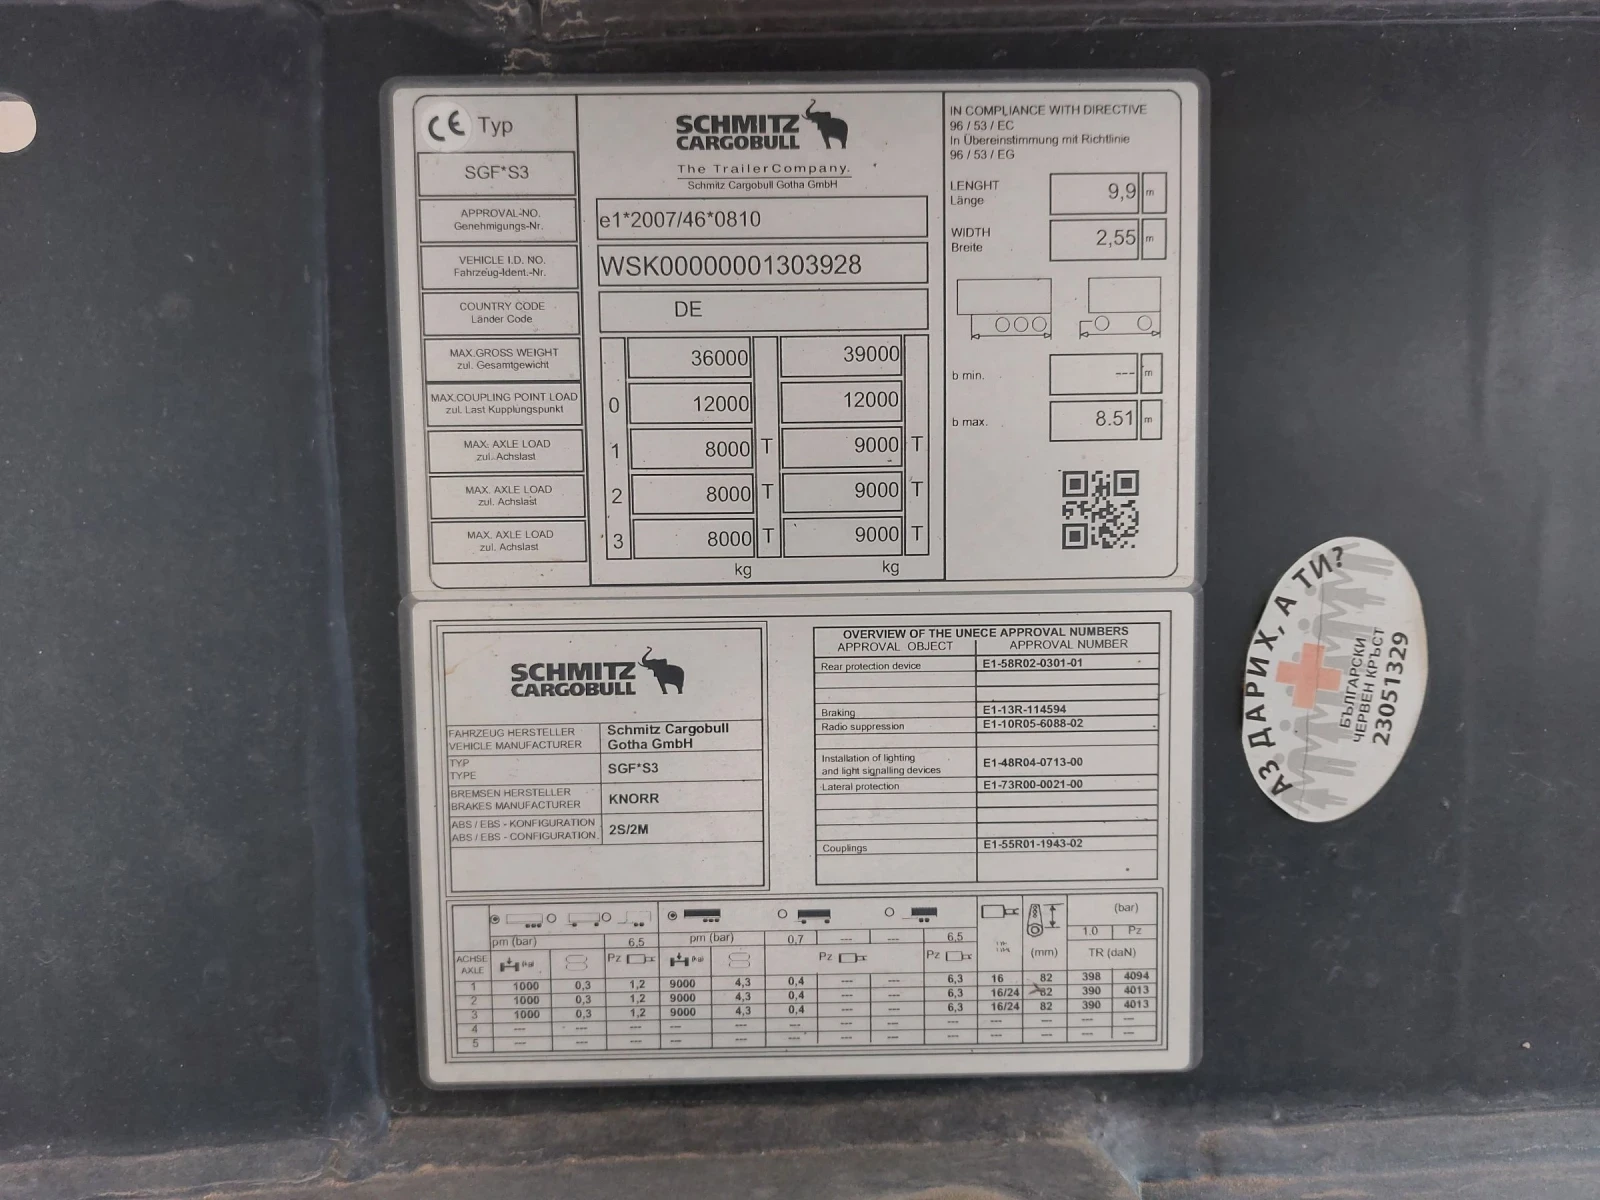 CE Typ
SGF*S3
APPROVAL-NO.
Genehmigungs-Nr.
VEHICLE I.D. NO.
Fahrzeug-Ident.-Nr.
COUNTRY CODE
Länder Code
MAX.GROSS WEIGHT
zul. Gesamtgewicht
MAX.COUPLING POINT LOAD
zul. Last Kupplungspunkt
MAX. AXLE LOAD
zul. Achslast
MAX. AXLE LOAD
zul. Achslast
MAX. AXLE LOAD
zul. Achslast
SCHMITZ
CARGOBULL
The TrailerCompany.
Schmitz Cargobull Gotha GmbH
e1*2007/46*0810
WSK00000001303928
DE
36000 39000
0 12000 12000
1 8000 T 9000 T
2 8000 T 9000 T
3 8000 T 9000 T
kg kg
IN COMPLIANCE WITH DIRECTIVE
96 / 53 / EC
In Übereinstimmung mit Richtlinie
96 / 53 / EG
LENGHT
Länge
9,9 m
WIDTH
Breite
2,55 m
b min. --- m
b max. 8.51 m
SCHMITZ
CARGOBULL
FAHRZEUG HERSTELLER
VEHICLE MANUFACTURER
Schmitz Cargobull
Gotha GmbH
TYP
TYPE
SGF*S3
BREMSEN HERSTELLER
BRAKES MANUFACTURER
KNORR
ABS / EBS - KONFIGURATION
ABS / EBS - CONFIGURATION.
2S/2M
OVERVIEW OF THE UNECE APPROVAL NUMBERS
APPROVAL OBJECT APPROVAL NUMBER
Rear protection device E1-58R02-0301-01
Braking E1-13R-114594
Radio suppression E1-10R05-6088-02
Installation of lighting
and light signalling devices E1-48R04-0713-00
Lateral protection E1-73R00-0021-00
Couplings E1-55R01-1943-02
(bar)
pm (bar) 6,5 pm (bar) 0,7 --- --- 6,5 1.0 Pz
ACHSE
AXLE
Pz Pz Pz (mm) TR (daN)
1 1000 0,3 1,2 9000 4,3 0,4 --- --- 6,3 16 82 398 4094
2 1000 0,3 1,2 9000 4,3 0,4 --- --- 6,3 16/24 82 390 4013
3 1000 0,3 1,2 9000 4,3 0,4 --- --- 6,3 16/24 82 390 4013
4 --- --- --- --- --- --- --- --- --- --- --- --- ---
5 --- --- --- --- --- --- --- --- --- --- --- --- ---
АЗ ДАРИХ, А ТИ?
БЪЛГАРСКИ
ЧЕРВЕН КРЪСТ
23051329